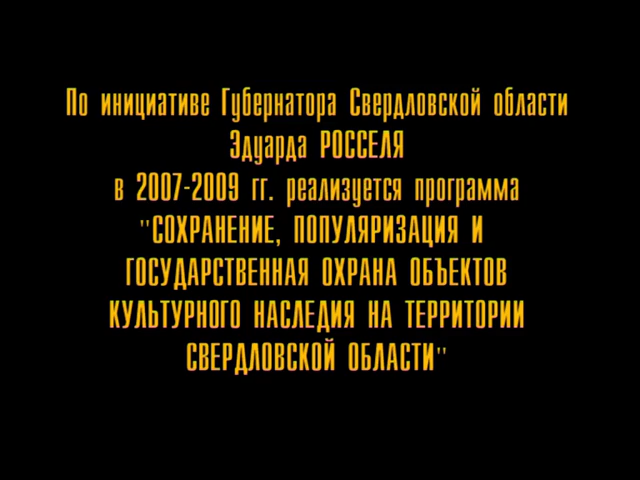 По инициативе Губернатора Свердловской области
Эдуарда РОССЕЛЯ
в 2007-2009 гг. реализуется программа
"СОХРАНЕНИЕ, ПОПУЛЯРИЗАЦИЯ И
ГОСУДАРСТВЕННАЯ ОХРАНА ОБЪЕКТОВ
КУЛЬТУРНОГО НАСЛЕДИЯ НА ТЕРРИТОРИИ
СВЕРДЛОВСКОЙ ОБЛАСТИ"